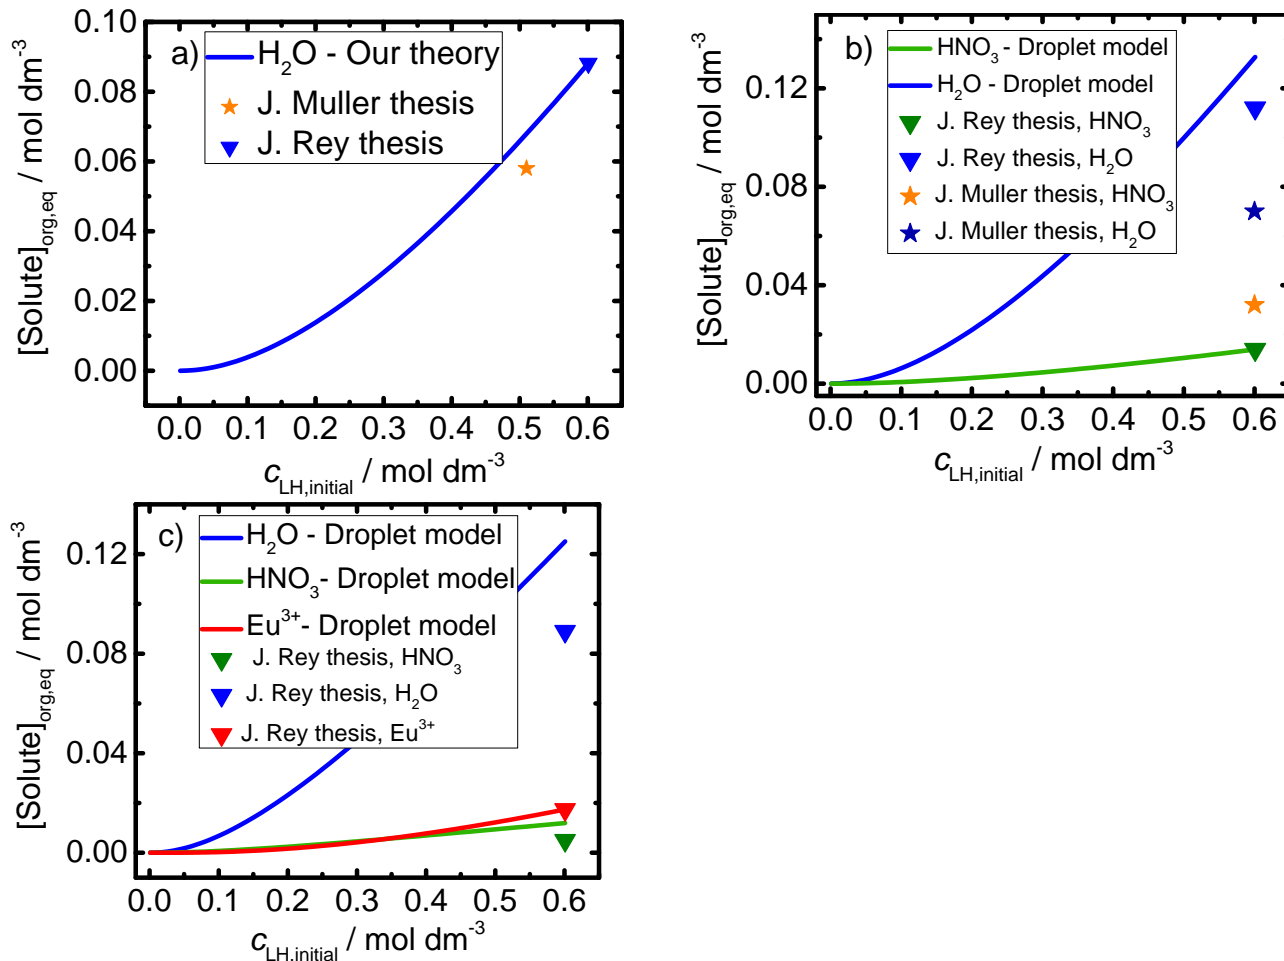 a)
H₂O - Our theory
J. Muller thesis
J. Rey thesis
0.10
0.08
0.06
0.04
0.02
0.00
[Solute]org,eq / mol dm⁻³
0.0 0.1 0.2 0.3 0.4 0.5 0.6
cLH,initial / mol dm⁻³
b)
HNO₃ - Droplet model
H₂O - Droplet model
J. Rey thesis, HNO₃
J. Rey thesis, H₂O
J. Muller thesis, HNO₃
J. Muller thesis, H₂O
0.12
0.08
0.04
0.00
[Solute]org,eq / mol dm⁻³
0.0 0.1 0.2 0.3 0.4 0.5 0.6
cLH,initial / mol dm⁻³
c)
H₂O - Droplet model
HNO₃- Droplet model
Eu³⁺- Droplet model
J. Rey thesis, HNO₃
J. Rey thesis, H₂O
J. Rey thesis, Eu³⁺
0.12
0.08
0.04
0.00
[Solute]org,eq / mol dm⁻³
0.0 0.1 0.2 0.3 0.4 0.5 0.6
cLH,initial / mol dm⁻³